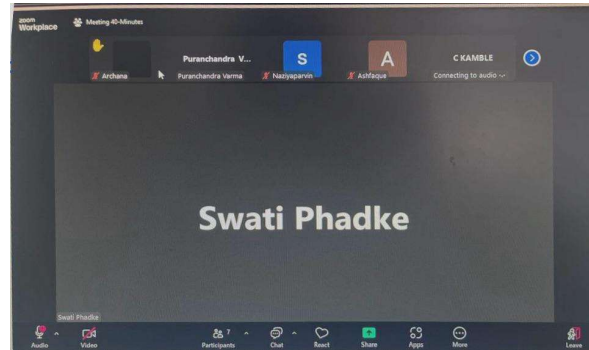 zoom
Workplace
Meeting 40-Minutes
Puranchandra V...
S
A
C KAMBLE
Archana
Puranchandra Varma
Naziyaparvin
Ashfaque
Connecting to audio
Swati Phadke
Swati Phadke
7
Audio
Video
Participants
Chat
React
Share
Apps
More
Leave